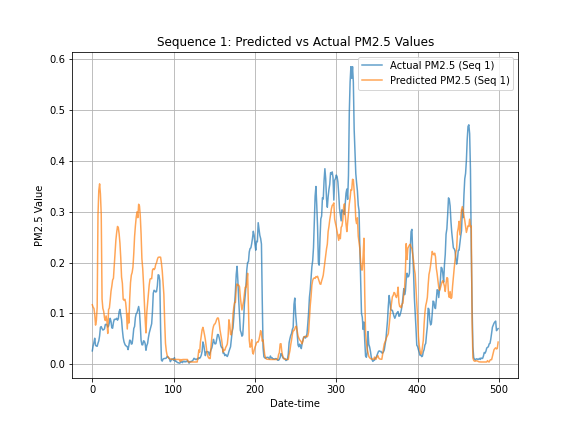 Sequence 1: Predicted vs Actual PM2.5 Values
Actual PM2.5 (Seq 1)
Predicted PM2.5 (Seq 1)
PM2.5 Value
0.6
0.5
0.4
0.3
0.2
0.1
0.0
0
100
200
300
400
500
Date-time